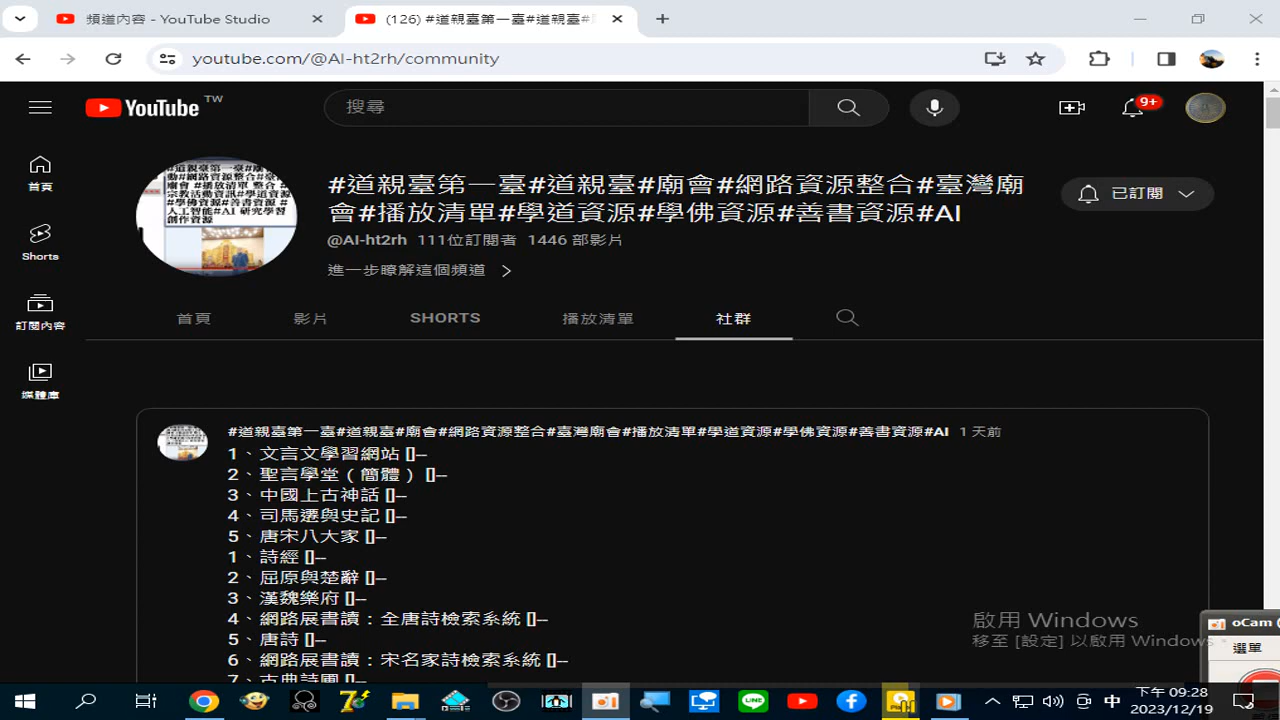 頻道內容 - YouTube Studio
(126) #道親臺第一臺#道親臺#
youtube.com/@AI-ht2rh/community
YouTube TW
搜尋
9+
首頁
Shorts
訂閱內容
媒體庫
#道親臺第一臺#道親臺#廟會#網路資源整合#臺灣廟
會#播放清單#學道資源#學佛資源#善書資源#AI
@AI-ht2rh 111位訂閱者 1446 部影片
進一步瞭解這個頻道
已訂閱
首頁
影片
SHORTS
播放清單
社群
#道親臺第一臺#道親臺#廟會#網路資源整合#臺灣廟會#播放清單#學道資源#學佛資源#善書資源#AI 1 天前
1、文言文學習網站 []--
2、聖言學堂（簡體）[]--
3、中國上古神話 []--
4、司馬遷與史記 []--
5、唐宋八大家 []--
1、詩經 []--
2、屈原與楚辭 []--
3、漢魏樂府 []--
4、網路展書讀：全唐詩檢索系統 []--
5、唐詩 []--
6、網路展書讀：宋名家詩檢索系統 []--
啟用 Windows
移至 [設定] 以啟用 Windows。
oCam (
選單
中
下午 09:28
2023/12/19